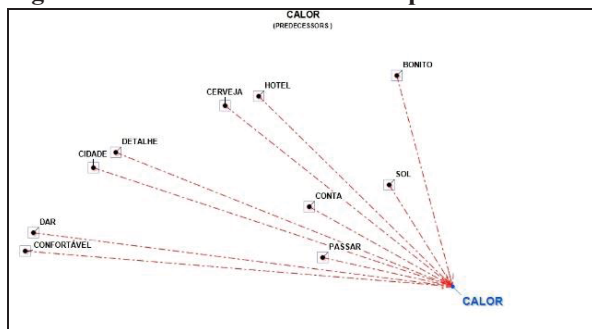 CALOR
(PREDECESSORS )
BONITO
HOTEL
CERVEJA
DETALHE
CIDADE
SOL
CONTA
DAR
CONFORTÁVEL
PASSAR
CALOR